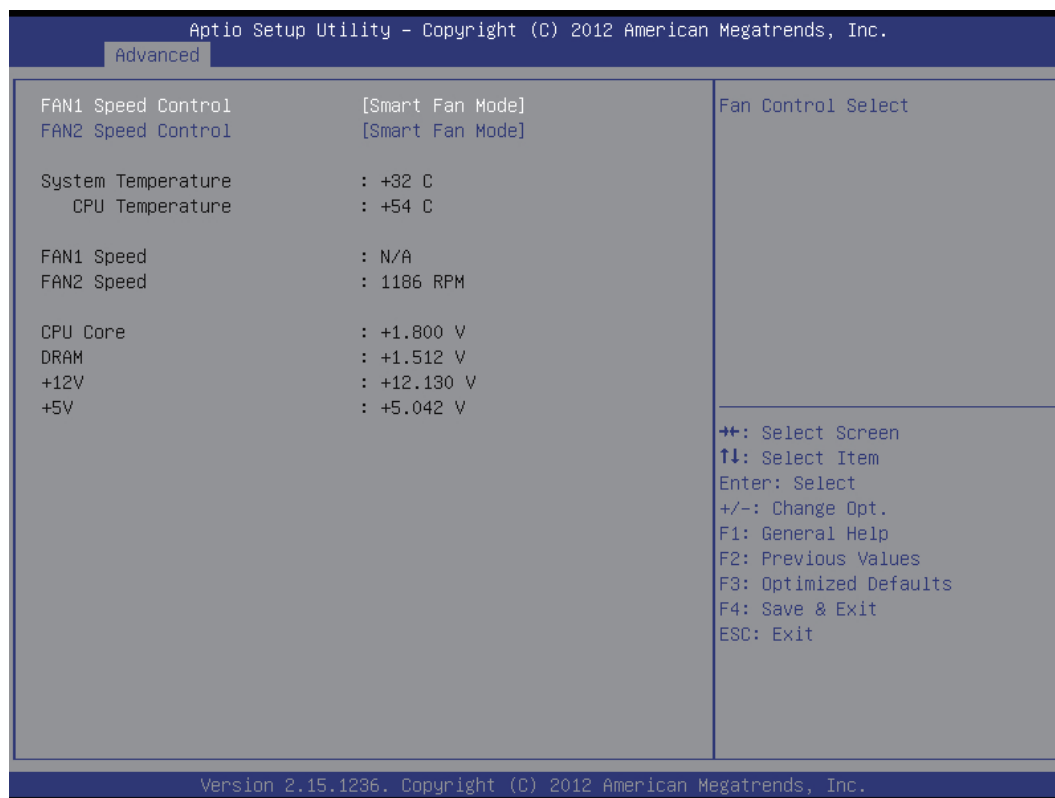 Aptio Setup Utility – Copyright (C) 2012 American Megatrends, Inc.
Advanced
FAN1 Speed Control [Smart Fan Mode]
FAN2 Speed Control [Smart Fan Mode]
System Temperature : +32 C
CPU Temperature : +54 C
FAN1 Speed : N/A
FAN2 Speed : 1186 RPM
CPU Core : +1.800 V
DRAM : +1.512 V
+12V : +12.130 V
+5V : +5.042 V
Fan Control Select
→←: Select Screen
↑↓: Select Item
Enter: Select
+/-: Change Opt.
F1: General Help
F2: Previous Values
F3: Optimized Defaults
F4: Save & Exit
ESC: Exit
Version 2.15.1236. Copyright (C) 2012 American Megatrends, Inc.